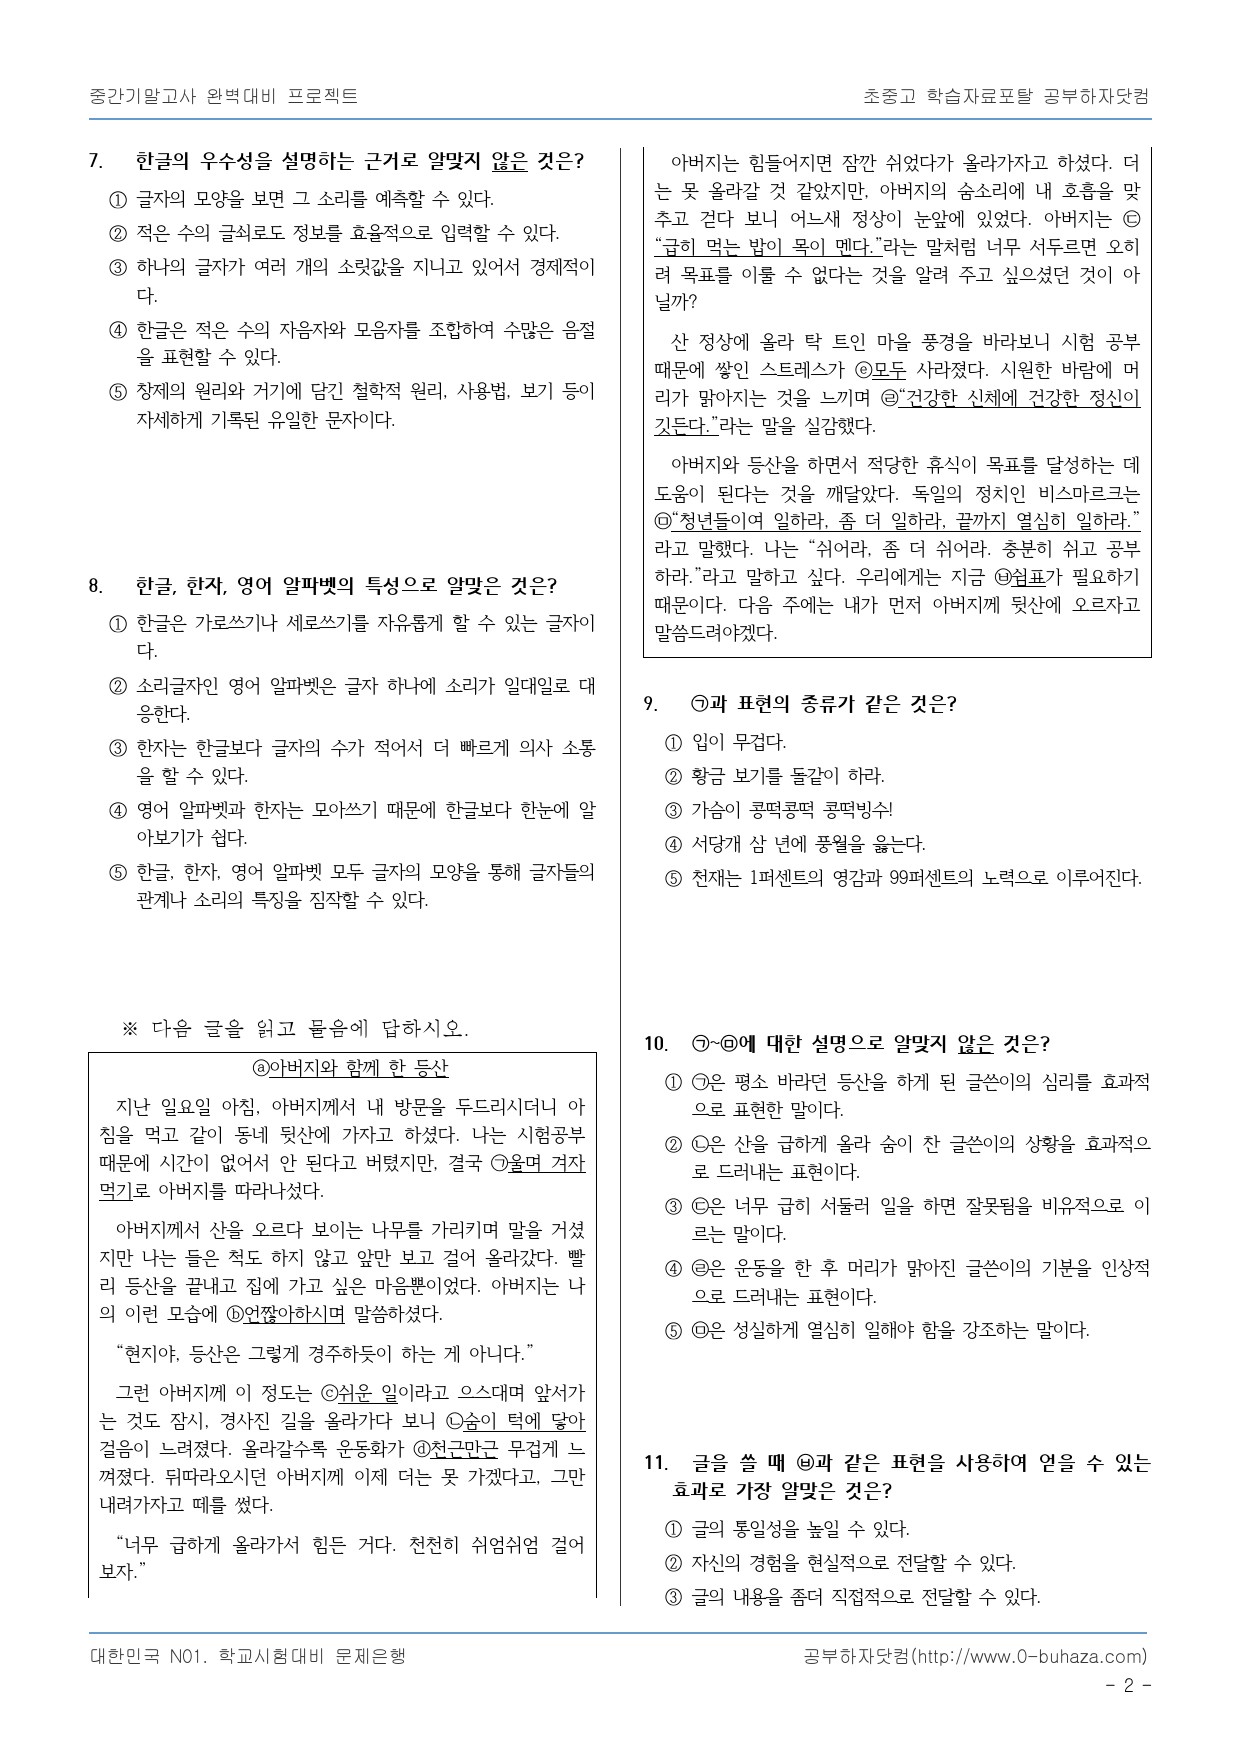 중간기말고사 완벽대비 프로젝트
초중고 학습자료포탈 공부하자닷컴
7. 한글의 우수성을 설명하는 근거로 알맞지 않은 것은?
① 글자의 모양을 보면 그 소리를 예측할 수 있다.
② 적은 수의 글쇠로도 정보를 효율적으로 입력할 수 있다.
③ 하나의 글자가 여러 개의 소릿값을 지니고 있어서 경제적이
다.
④ 한글은 적은 수의 자음자와 모음자를 조합하여 수많은 음절
을 표현할 수 있다.
⑤ 창제의 원리와 거기에 담긴 철학적 원리, 사용법, 보기 등이
자세하게 기록된 유일한 문자이다.
8. 한글, 한자, 영어 알파벳의 특성으로 알맞은 것은?
① 한글은 가로쓰기나 세로쓰기를 자유롭게 할 수 있는 글자이
다.
② 소리글자인 영어 알파벳은 글자 하나에 소리가 일대일로 대
응한다.
③ 한자는 한글보다 글자의 수가 적어서 더 빠르게 의사 소통
을 할 수 있다.
④ 영어 알파벳과 한자는 모아쓰기 때문에 한글보다 한눈에 알
아보기가 쉽다.
⑤ 한글, 한자, 영어 알파벳 모두 글자의 모양을 통해 글자들의
관계나 소리의 특징을 짐작할 수 있다.
※ 다음 글을 읽고 물음에 답하시오.
ⓐ아버지와 함께 한 등산
지난 일요일 아침, 아버지께서 내 방문을 두드리시더니 아
침을 먹고 같이 동네 뒷산에 가자고 하셨다. 나는 시험공부
때문에 시간이 없어서 안 된다고 버텼지만, 결국 ㉠울며 겨자
먹기로 아버지를 따라나섰다.
아버지께서 산을 오르다 보이는 나무를 가리키며 말을 거셨
지만 나는 들은 척도 하지 않고 앞만 보고 걸어 올라갔다. 빨
리 등산을 끝내고 집에 가고 싶은 마음뿐이었다. 아버지는 나
의 이런 모습에 ⓑ언짢아하시며 말씀하셨다.
“현지야, 등산은 그렇게 경주하듯이 하는 게 아니다.”
그런 아버지께 이 정도는 ⓒ쉬운 일이라고 으스대며 앞서가
는 것도 잠시, 경사진 길을 올라가다 보니 ㉡숨이 턱에 닿아
걸음이 느려졌다. 올라갈수록 운동화가 ⓓ천근만근 무겁게 느
껴졌다. 뒤따라오시던 아버지께 이제 더는 못 가겠다고, 그만
내려가자고 떼를 썼다.
“너무 급하게 올라가서 힘든 거다. 천천히 쉬엄쉬엄 걸어
보자.”
아버지는 힘들어지면 잠깐 쉬었다가 올라가자고 하셨다. 더
는 못 올라갈 것 같았지만, 아버지의 숨소리에 내 호흡을 맞
추고 걷다 보니 어느새 정상이 눈앞에 있었다. 아버지는 ㉢
“급히 먹는 밥이 목이 멘다.”라는 말처럼 너무 서두르면 오히
려 목표를 이룰 수 없다는 것을 알려 주고 싶으셨던 것이 아
닐까?
산 정상에 올라 탁 트인 마을 풍경을 바라보니 시험 공부
때문에 쌓인 스트레스가 ⓔ모두 사라졌다. 시원한 바람에 머
리가 맑아지는 것을 느끼며 ㉣“건강한 신체에 건강한 정신이
깃든다.”라는 말을 실감했다.
아버지와 등산을 하면서 적당한 휴식이 목표를 달성하는 데
도움이 된다는 것을 깨달았다. 독일의 정치인 비스마르크는
㉤“청년들이여 일하라, 좀 더 일하라, 끝까지 열심히 일하라.”
라고 말했다. 나는 “쉬어라, 좀 더 쉬어라. 충분히 쉬고 공부
하라.”라고 말하고 싶다. 우리에게는 지금 ㉥쉼표가 필요하기
때문이다. 다음 주에는 내가 먼저 아버지께 뒷산에 오르자고
말씀드려야겠다.
9. ㉠과 표현의 종류가 같은 것은?
① 입이 무겁다.
② 황금 보기를 돌같이 하라.
③ 가슴이 콩떡콩떡 콩떡빙수!
④ 서당개 삼 년에 풍월을 읊는다.
⑤ 천재는 1퍼센트의 영감과 99퍼센트의 노력으로 이루어진다.
10. ㉠~㉤에 대한 설명으로 알맞지 않은 것은?
① ㉠은 평소 바라던 등산을 하게 된 글쓴이의 심리를 효과적
으로 표현한 말이다.
② ㉡은 산을 급하게 올라 숨이 찬 글쓴이의 상황을 효과적으
로 드러내는 표현이다.
③ ㉢은 너무 급히 서둘러 일을 하면 잘못됨을 비유적으로 이
르는 말이다.
④ ㉣은 운동을 한 후 머리가 맑아진 글쓴이의 기분을 인상적
으로 드러내는 표현이다.
⑤ ㉤은 성실하게 열심히 일해야 함을 강조하는 말이다.
11. 글을 쓸 때 ㉥과 같은 표현을 사용하여 얻을 수 있는
효과로 가장 알맞은 것은?
① 글의 통일성을 높일 수 있다.
② 자신의 경험을 현실적으로 전달할 수 있다.
③ 글의 내용을 좀더 직접적으로 전달할 수 있다.
대한민국 N01. 학교시험대비 문제은행
공부하자닷컴(http://www.0-buhaza.com)
- 2 -